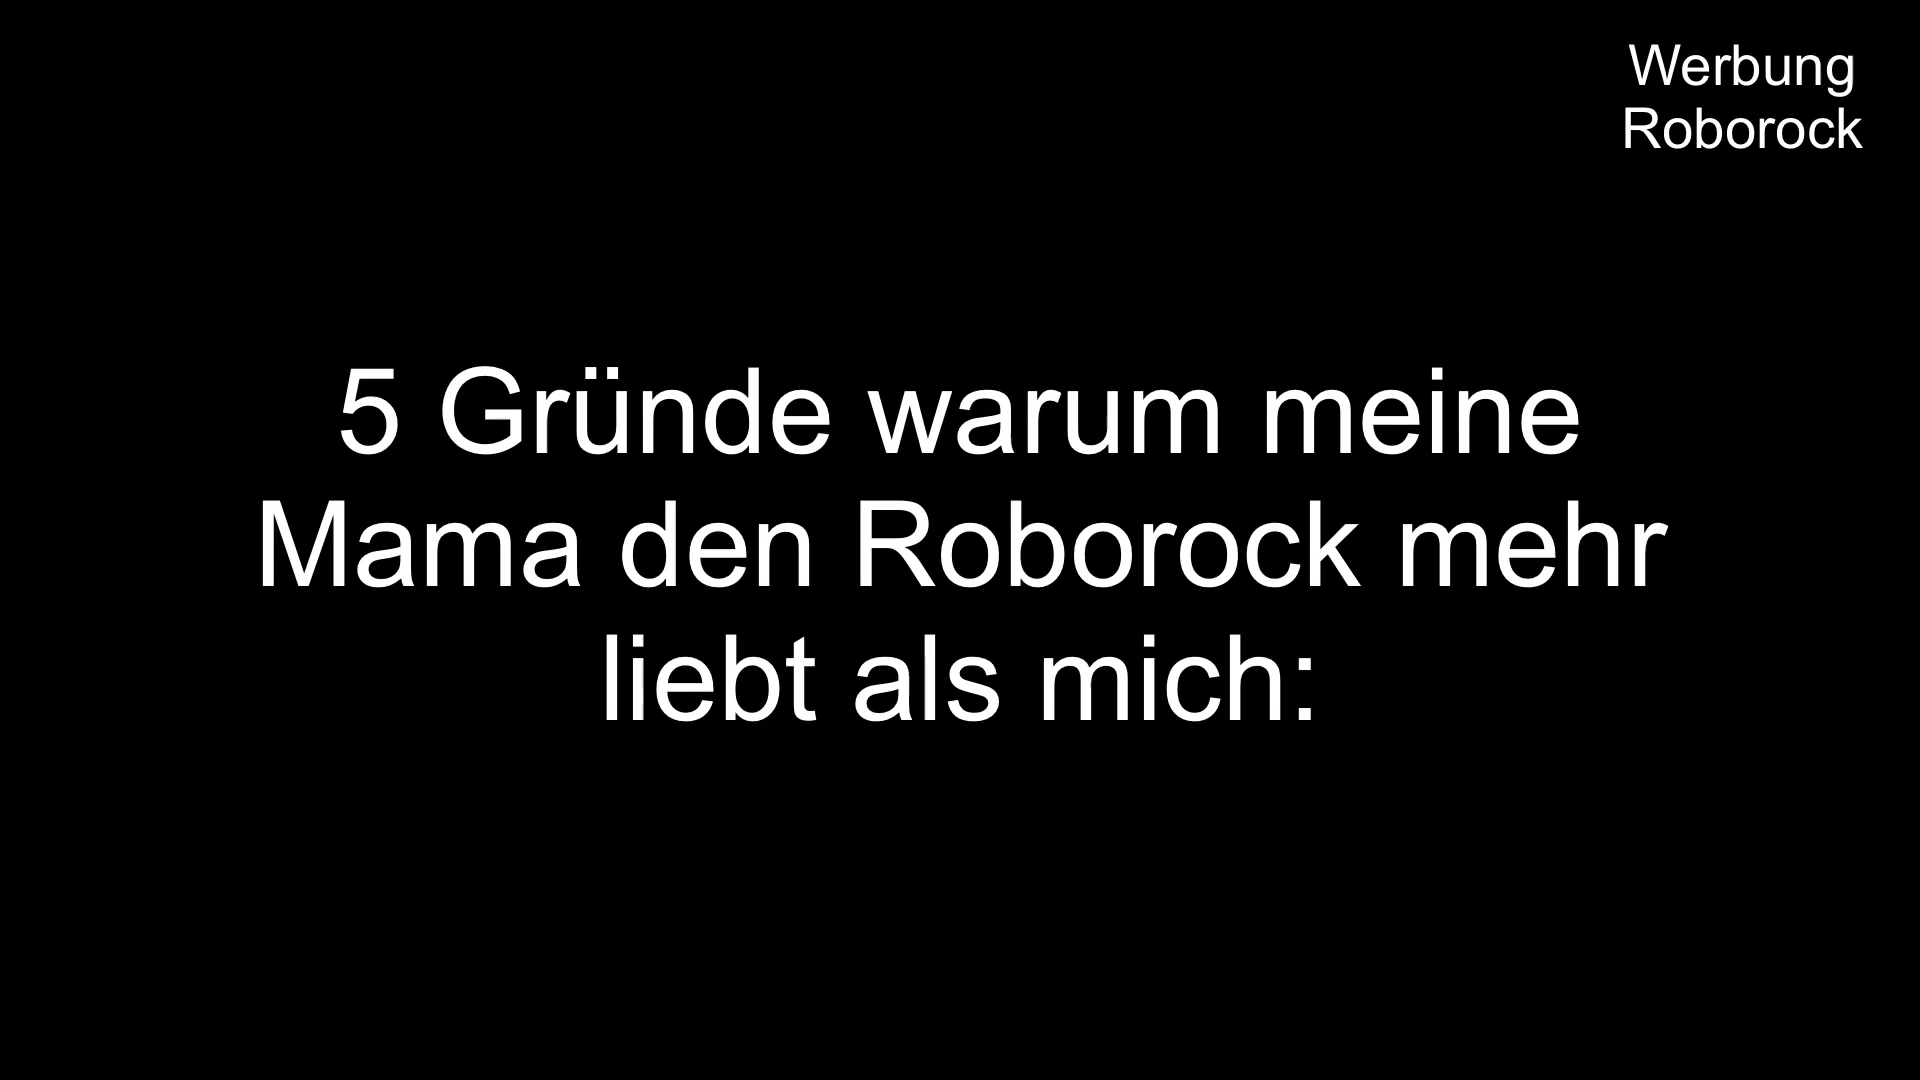 Werbung
Roborock
5 Gründe warum meine
Mama den Roborock mehr
liebt als mich: